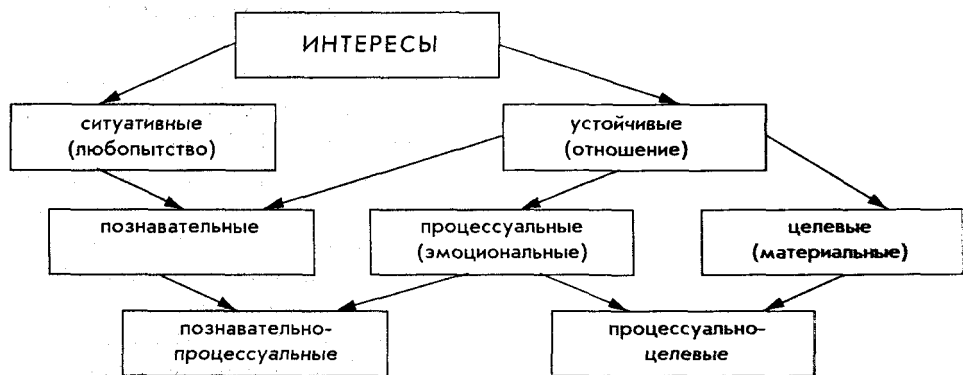 ИНТЕРЕСЫ
ситуативные
(любопытство)
устойчивые
(отношение)
познавательные
процессуальные
(эмоциональные)
целевые
(материальные)
познавательно-
процессуальные
процессуально-
целевые